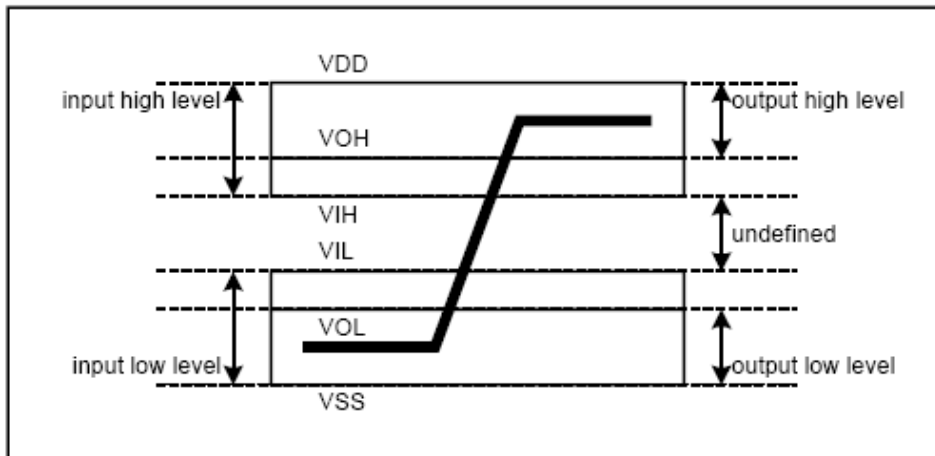 VDD
input high level
output high level
VOH
VIH
undefined
VIL
VOL
input low level
output low level
VSS